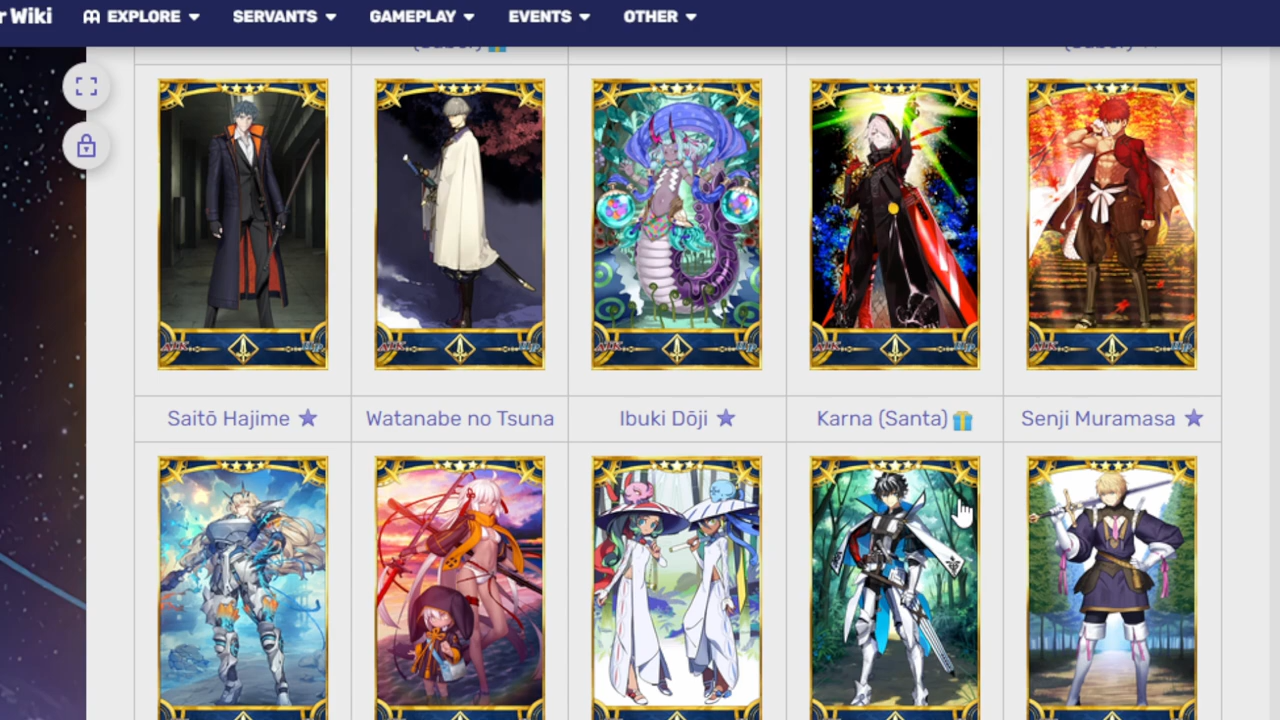 r Wiki EXPLORE SERVANTS GAMEPLAY EVENTS OTHER
Saitō Hajime
Watanabe no Tsuna
Ibuki Dōji
Karna (Santa)
Senji Muramasa